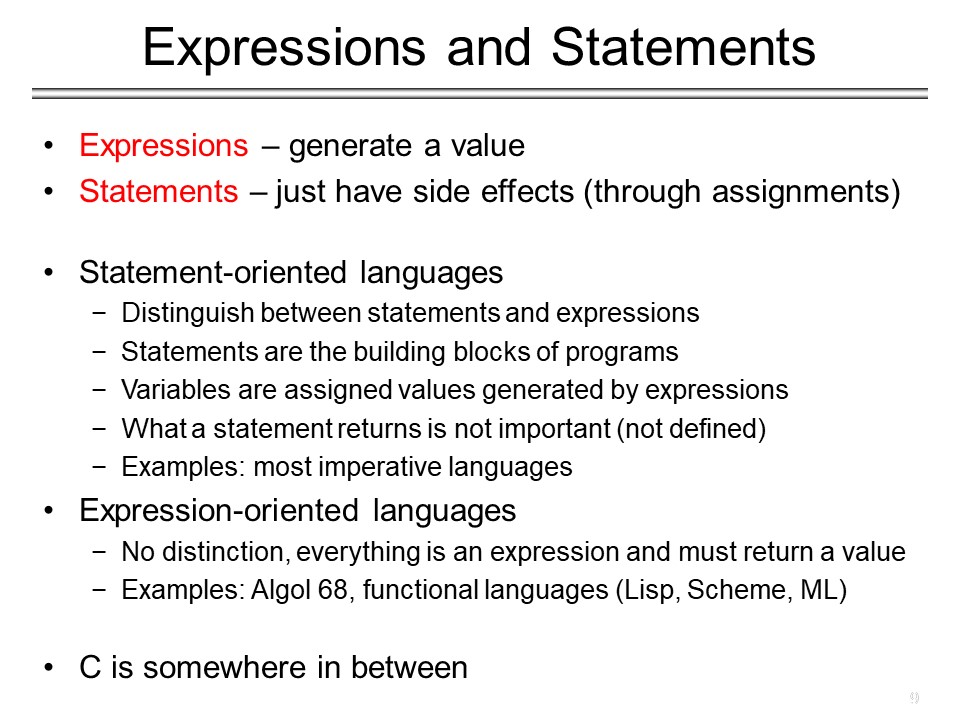 Expressions and Statements
• Expressions – generate a value
• Statements – just have side effects (through assignments)
• Statement-oriented languages
− Distinguish between statements and expressions
− Statements are the building blocks of programs
− Variables are assigned values generated by expressions
− What a statement returns is not important (not defined)
− Examples: most imperative languages
• Expression-oriented languages
− No distinction, everything is an expression and must return a value
− Examples: Algol 68, functional languages (Lisp, Scheme, ML)
• C is somewhere in between
9